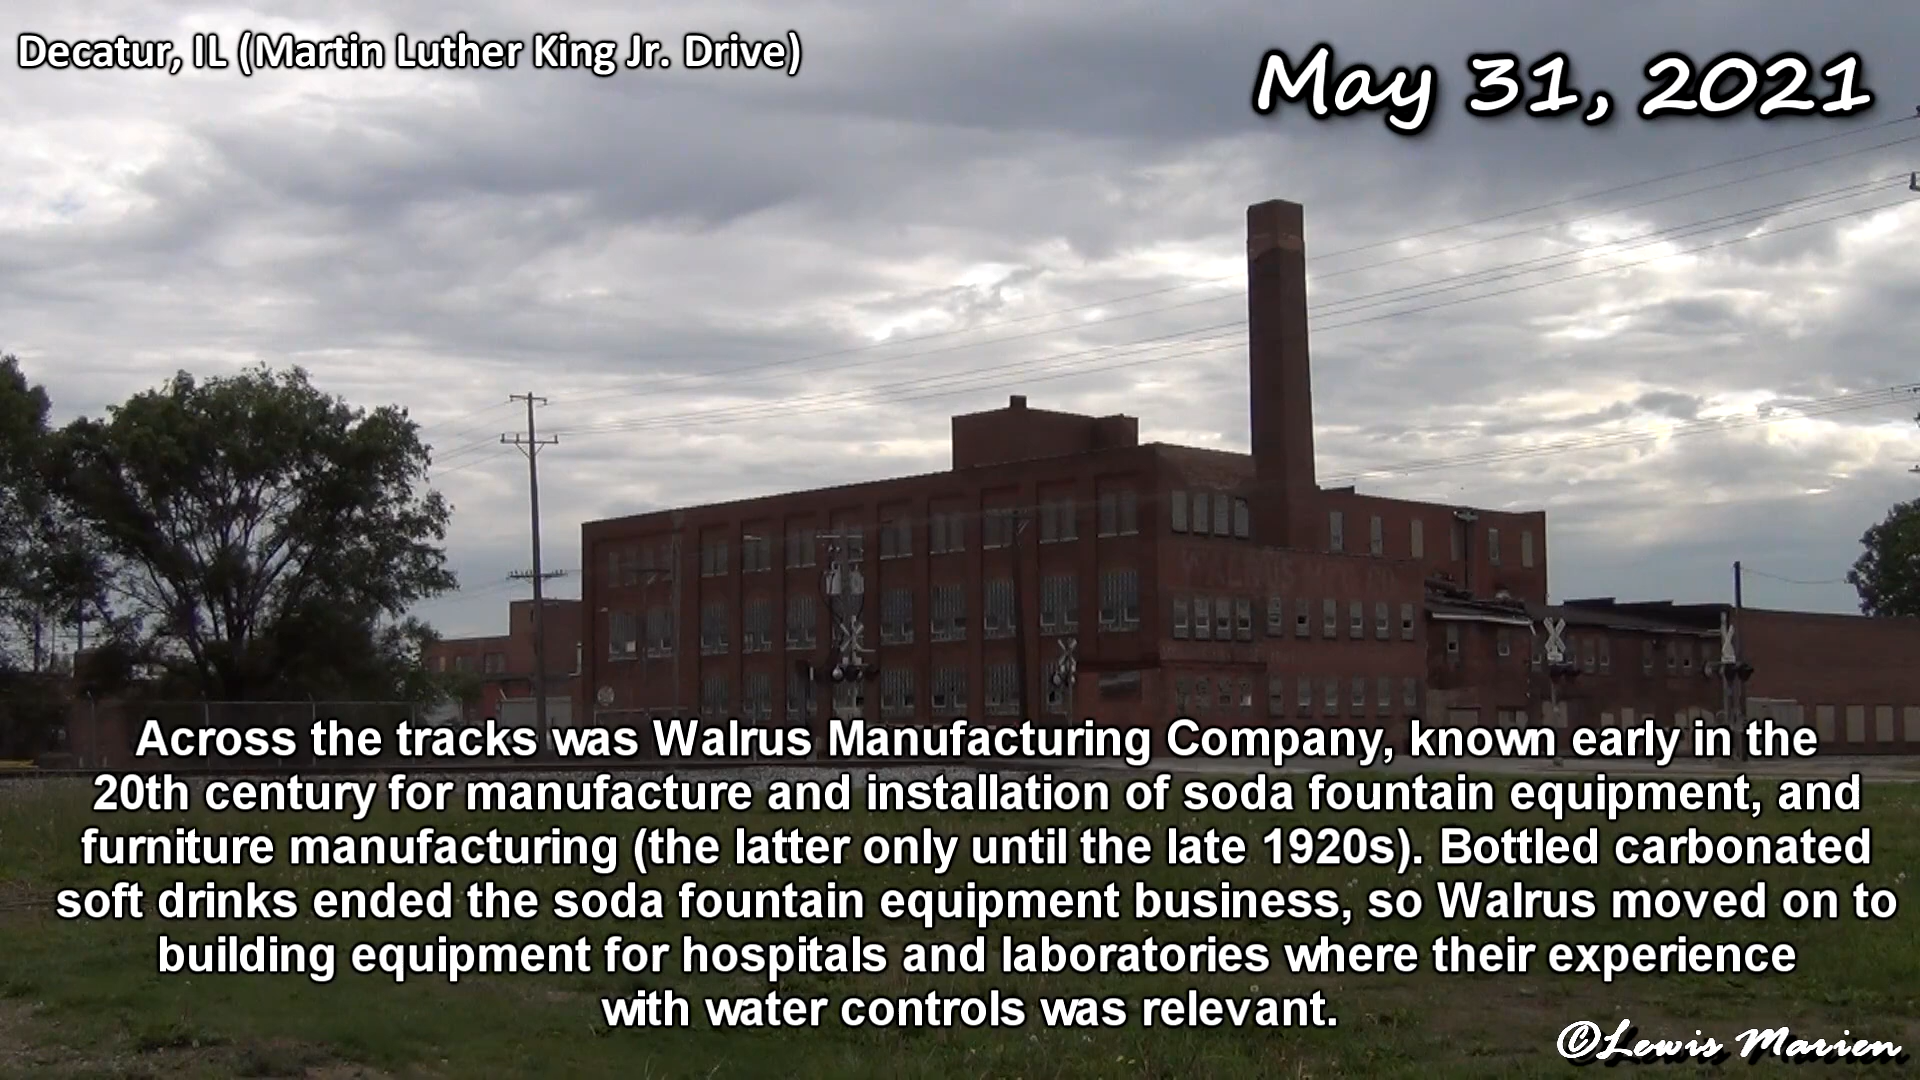 Decatur, IL (Martin Luther King Jr. Drive)
May 31, 2021
Across the tracks was Walrus Manufacturing Company, known early in the
20th century for manufacture and installation of soda fountain equipment, and
furniture manufacturing (the latter only until the late 1920s). Bottled carbonated
soft drinks ended the soda fountain equipment business, so Walrus moved on to
building equipment for hospitals and laboratories where their experience
with water controls was relevant.
©Lewis Marien